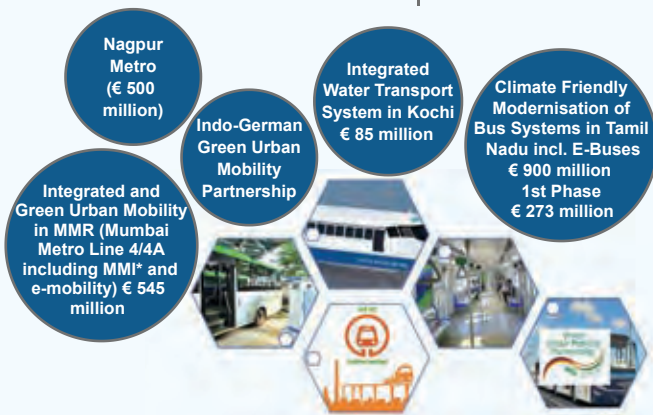 Nagpur
Metro
(€ 500
million)
Indo-German
Green Urban
Mobility
Partnership
Integrated
Water Transport
System in Kochi
€ 85 million
Climate Friendly
Modernisation of
Bus Systems in Tamil
Nadu incl. E-Buses
€ 900 million
1st Phase
€ 273 million
Integrated and
Green Urban Mobility
in MMR (Mumbai
Metro Line 4/4A
including MMI* and
e-mobility) € 545
million